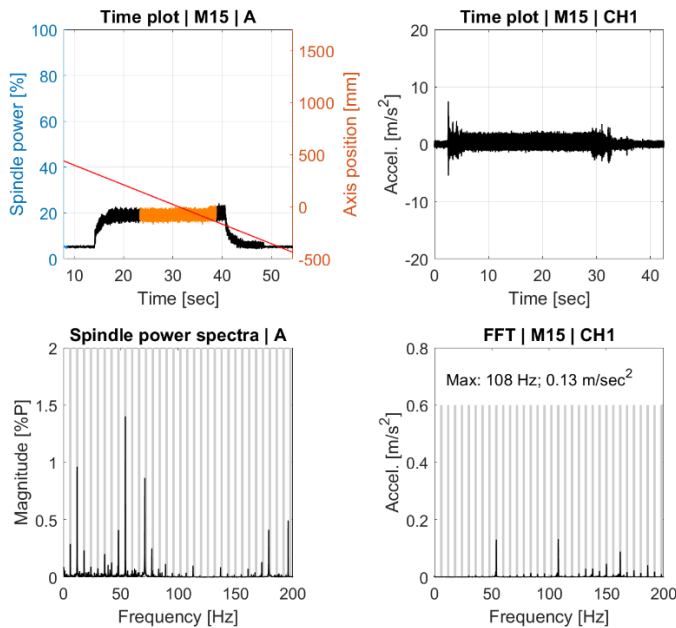 Time plot | M15 | A
Spindle power [%]
100
80
60
40
20
0
1500
1000
500
0
-500
Axis position [mm]
10 20 30 40 50
Time [sec]
Time plot | M15 | CH1
Accel. [m/s²]
20
10
0
-10
-20
0 10 20 30 40
Time [sec]
Spindle power spectra | A
Magnitude [%P]
2
1.5
1
0.5
0
0 50 100 150 200
Frequency [Hz]
FFT | M15 | CH1
Max: 108 Hz; 0.13 m/sec²
Accel. [m/s²]
0.8
0.6
0.4
0.2
0
0 50 100 150 200
Frequency [Hz]